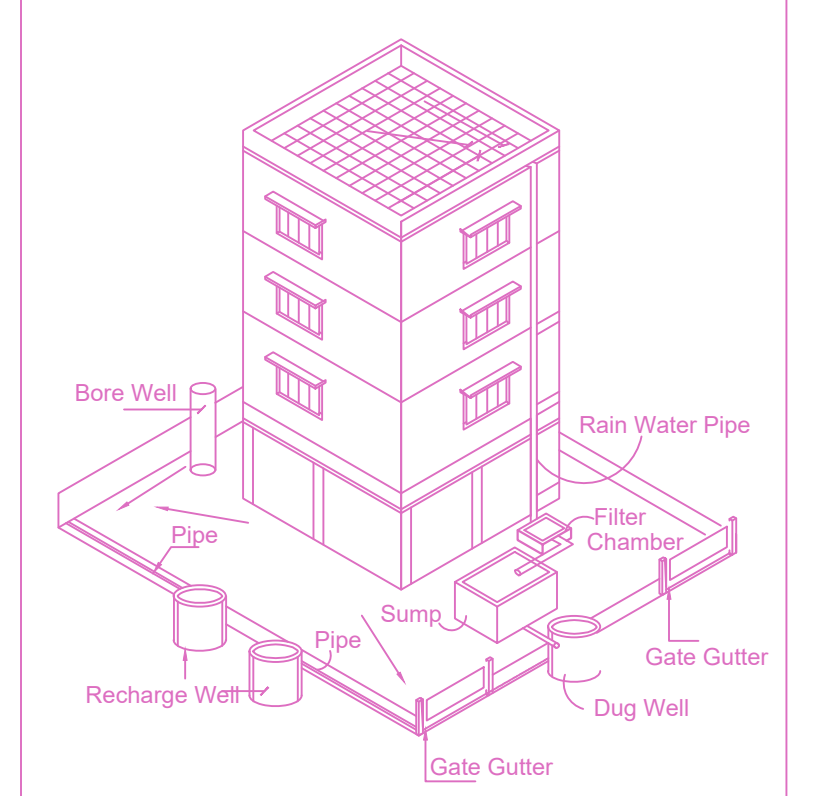 Bore Well
Rain Water Pipe
Filter
Chamber
Pipe
Sump
Pipe
Gate Gutter
Recharge Well
Dug Well
Gate Gutter